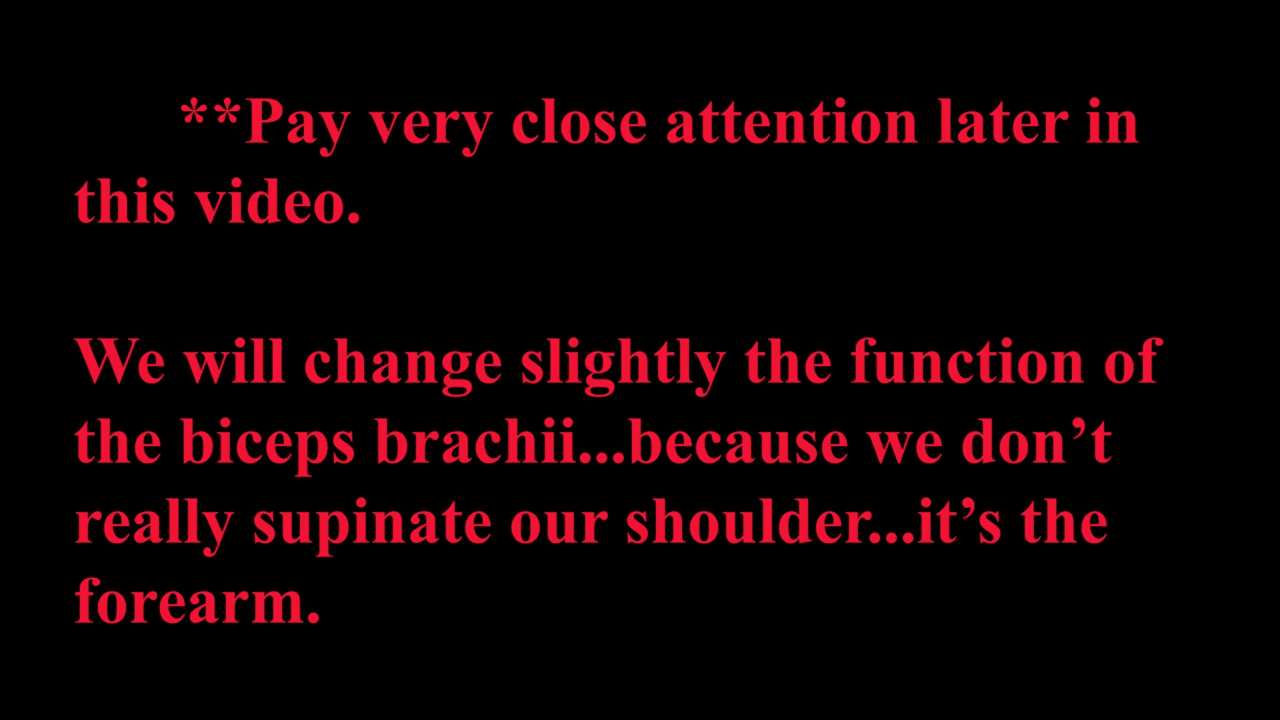 **Pay very close attention later in
this video.
We will change slightly the function of
the biceps brachii...because we don’t
really supinate our shoulder...it’s the
forearm.